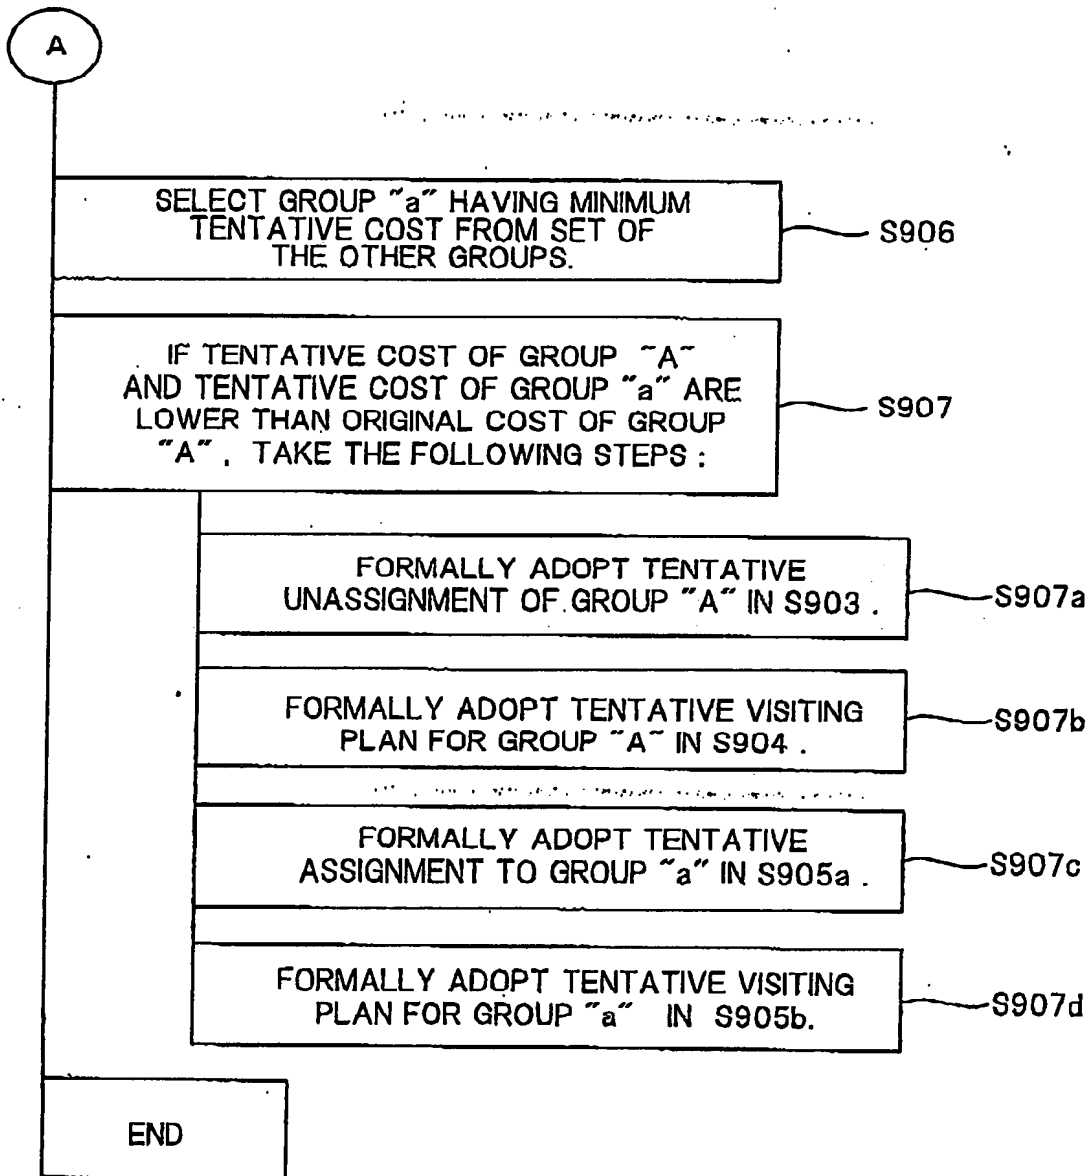 A
SELECT GROUP "a" HAVING MINIMUM
TENTATIVE COST FROM SET OF
THE OTHER GROUPS.
S906
IF TENTATIVE COST OF GROUP "A"
AND TENTATIVE COST OF GROUP "a" ARE
LOWER THAN ORIGINAL COST OF GROUP
"A", TAKE THE FOLLOWING STEPS :
S907
FORMALLY ADOPT TENTATIVE
UNASSIGNMENT OF GROUP "A" IN S903 .
S907a
FORMALLY ADOPT TENTATIVE VISITING
PLAN FOR GROUP "A" IN S904 .
S907b
FORMALLY ADOPT TENTATIVE
ASSIGNMENT TO GROUP "a" IN S905a .
S907c
FORMALLY ADOPT TENTATIVE VISITING
PLAN FOR GROUP "a" IN S905b.
S907d
END